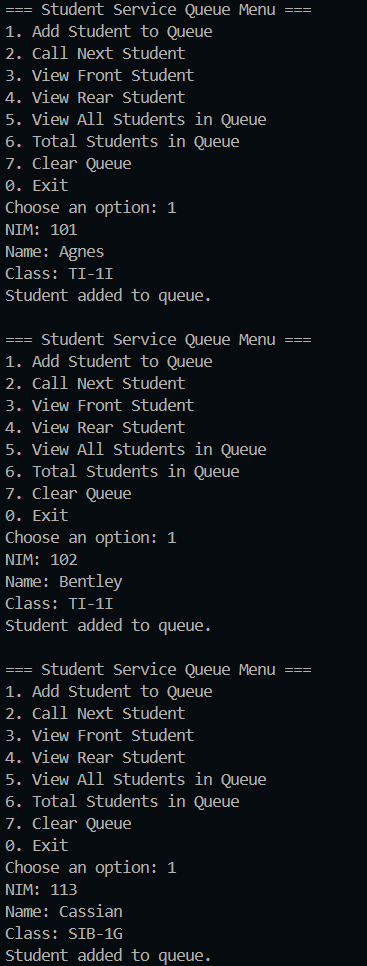 === Student Service Queue Menu ===
1. Add Student to Queue
2. Call Next Student
3. View Front Student
4. View Rear Student
5. View All Students in Queue
6. Total Students in Queue
7. Clear Queue
0. Exit
Choose an option: 1
NIM: 101
Name: Agnes
Class: TI-1I
Student added to queue.

=== Student Service Queue Menu ===
1. Add Student to Queue
2. Call Next Student
3. View Front Student
4. View Rear Student
5. View All Students in Queue
6. Total Students in Queue
7. Clear Queue
0. Exit
Choose an option: 1
NIM: 102
Name: Bentley
Class: TI-1I
Student added to queue.

=== Student Service Queue Menu ===
1. Add Student to Queue
2. Call Next Student
3. View Front Student
4. View Rear Student
5. View All Students in Queue
6. Total Students in Queue
7. Clear Queue
0. Exit
Choose an option: 1
NIM: 113
Name: Cassian
Class: SIB-1G
Student added to queue.